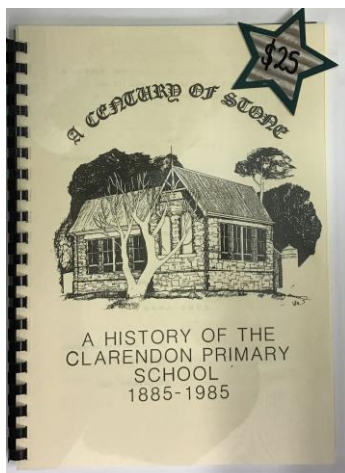 $25
A CENTURY OF STONE
A HISTORY OF THE
CLARENDON PRIMARY
SCHOOL
1885-1985